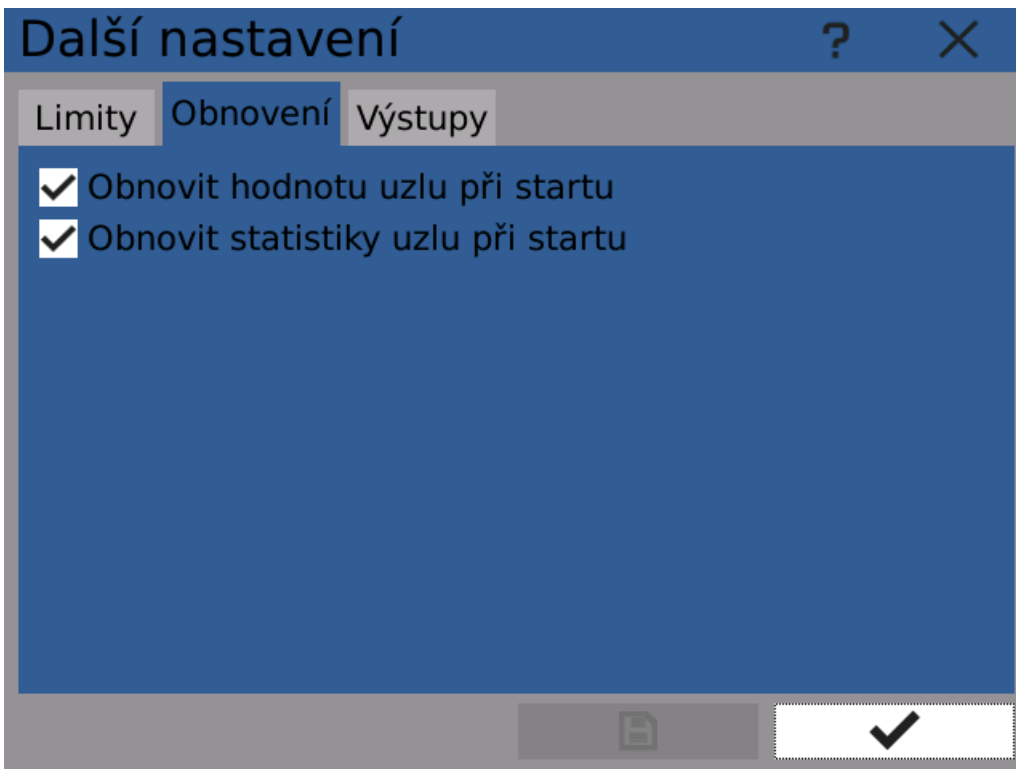 Další nastavení ?
Limity Obnovení Výstupy
Obnovit hodnotu uzlu při startu
Obnovit statistiky uzlu při startu